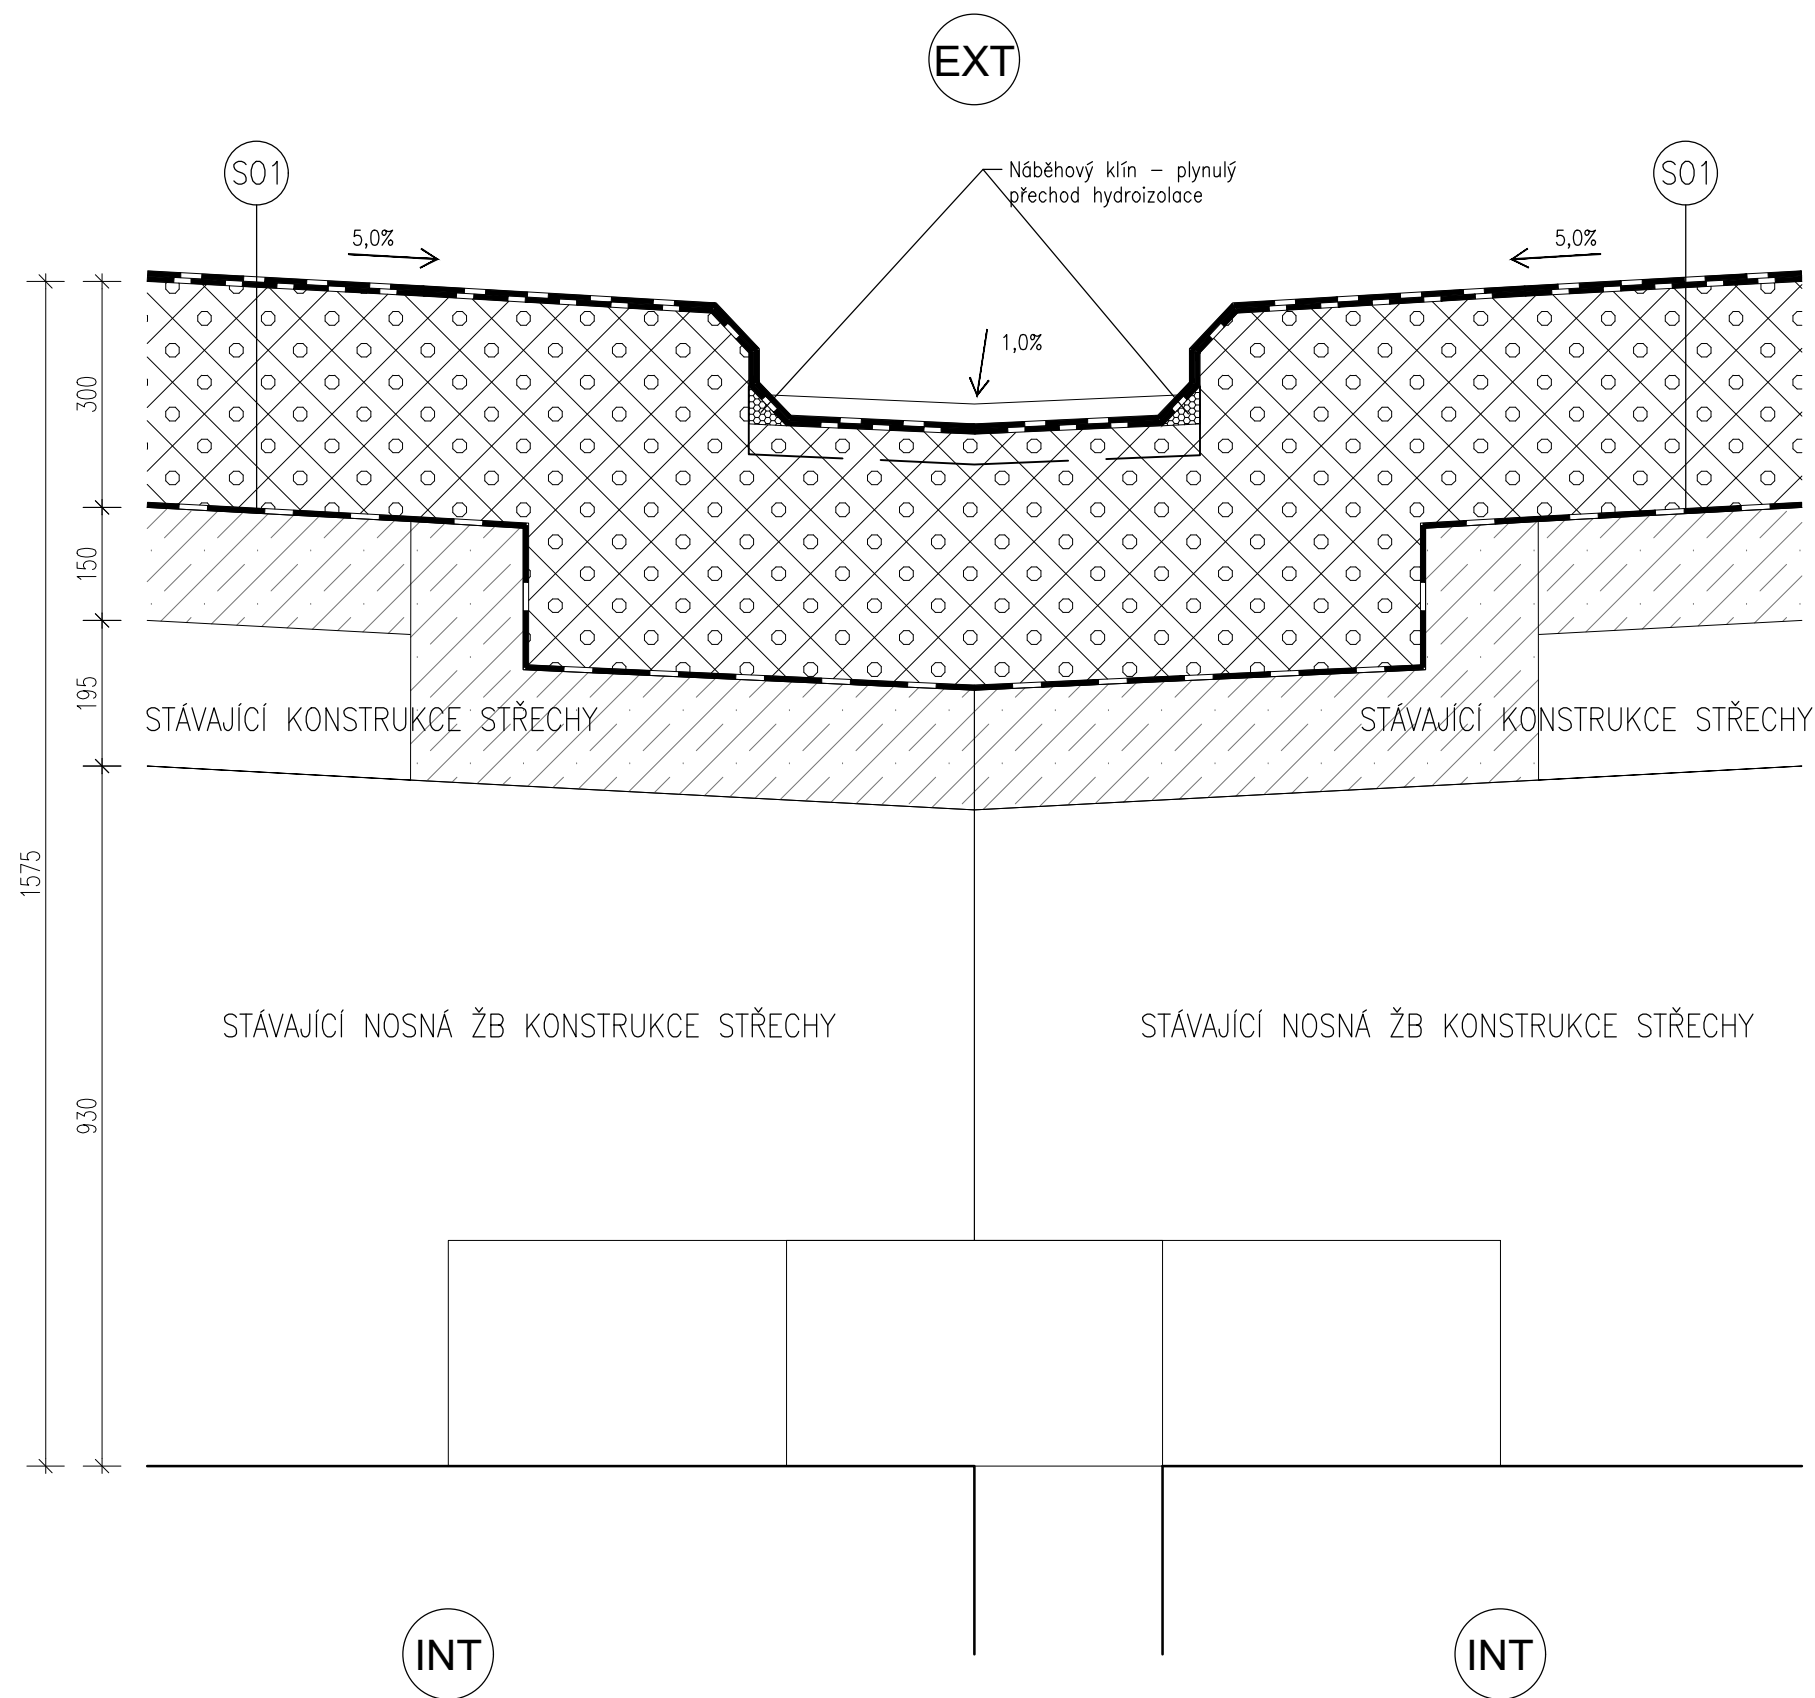 EXT
S01
S01
Náběhový klín – plynulý
přechod hydroizolace
5,0%
5,0%
1,0%
300
150
195
STÁVAJÍCÍ KONSTRUKCE STŘECHY
STÁVAJÍCÍ KONSTRUKCE STŘECHY
1575
STÁVAJÍCÍ NOSNÁ ŽB KONSTRUKCE STŘECHY
STÁVAJÍCÍ NOSNÁ ŽB KONSTRUKCE STŘECHY
930
INT
INT